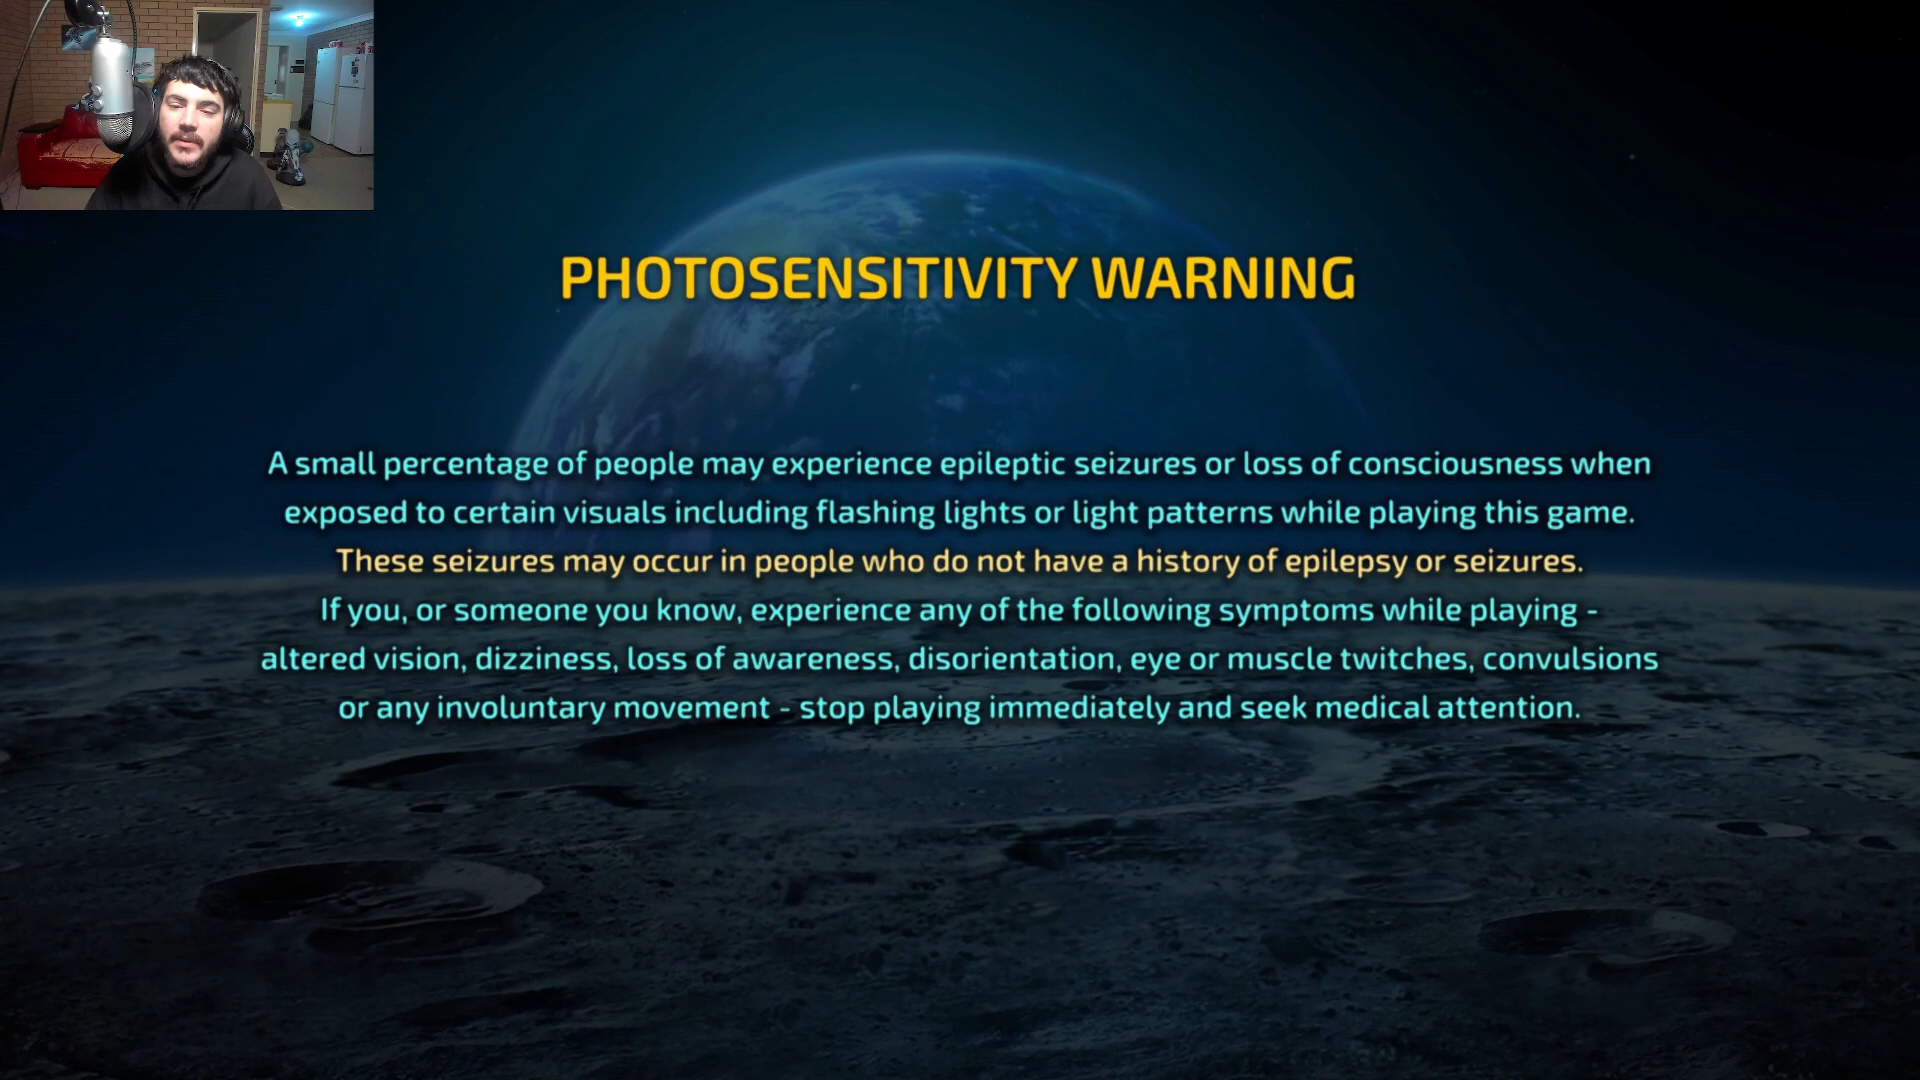 PHOTOSENSITIVITY WARNING
A small percentage of people may experience epileptic seizures or loss of consciousness when
exposed to certain visuals including flashing lights or light patterns while playing this game.
These seizures may occur in people who do not have a history of epilepsy or seizures.
If you, or someone you know, experience any of the following symptoms while playing -
altered vision, dizziness, loss of awareness, disorientation, eye or muscle twitches, convulsions
or any involuntary movement - stop playing immediately and seek medical attention.